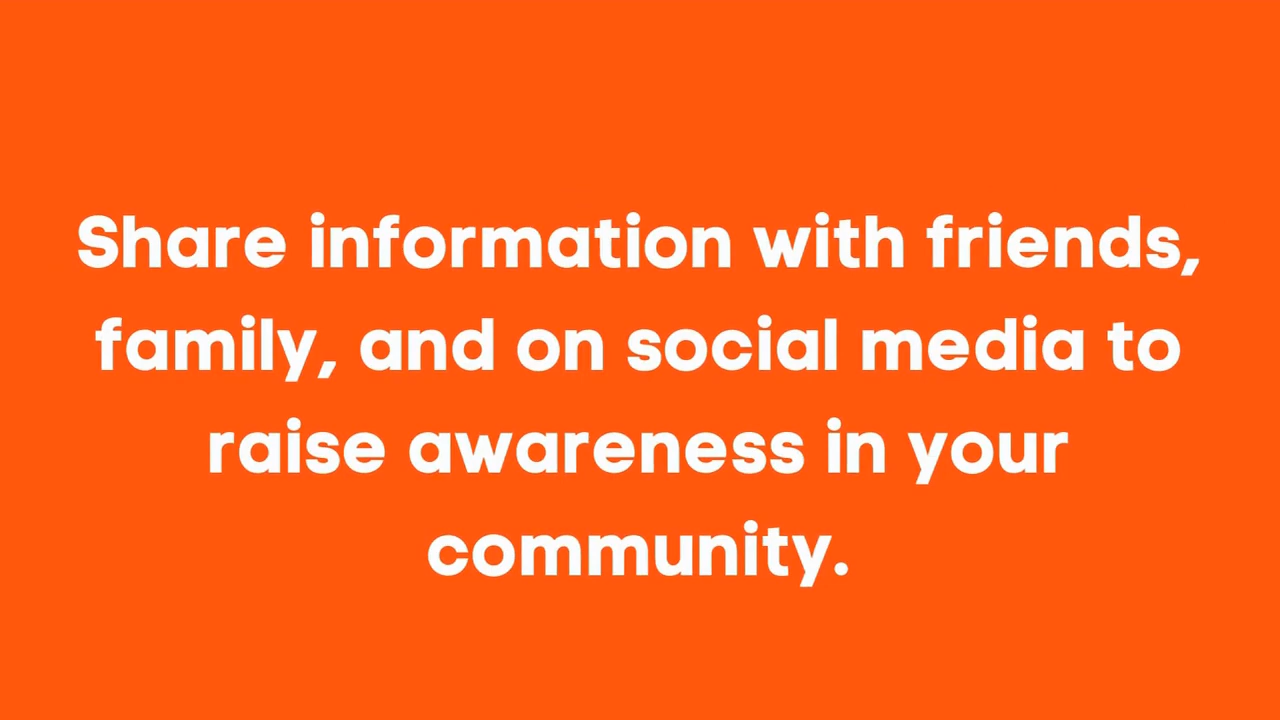 Share information with friends,
family, and on social media to
raise awareness in your
community.